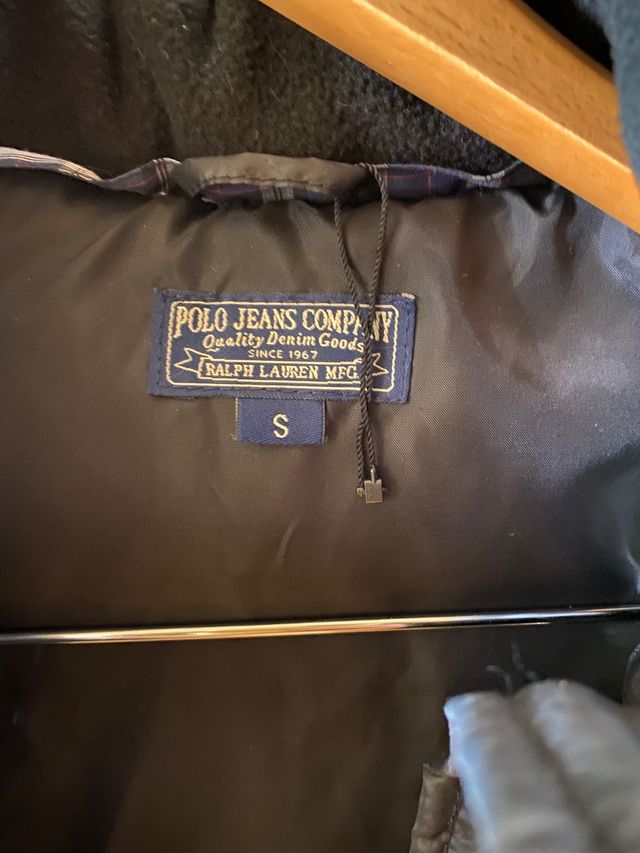 POLO JEANS COMPANY
Quality Denim Goods
SINCE 1967
RALPH LAUREN MFG.
S